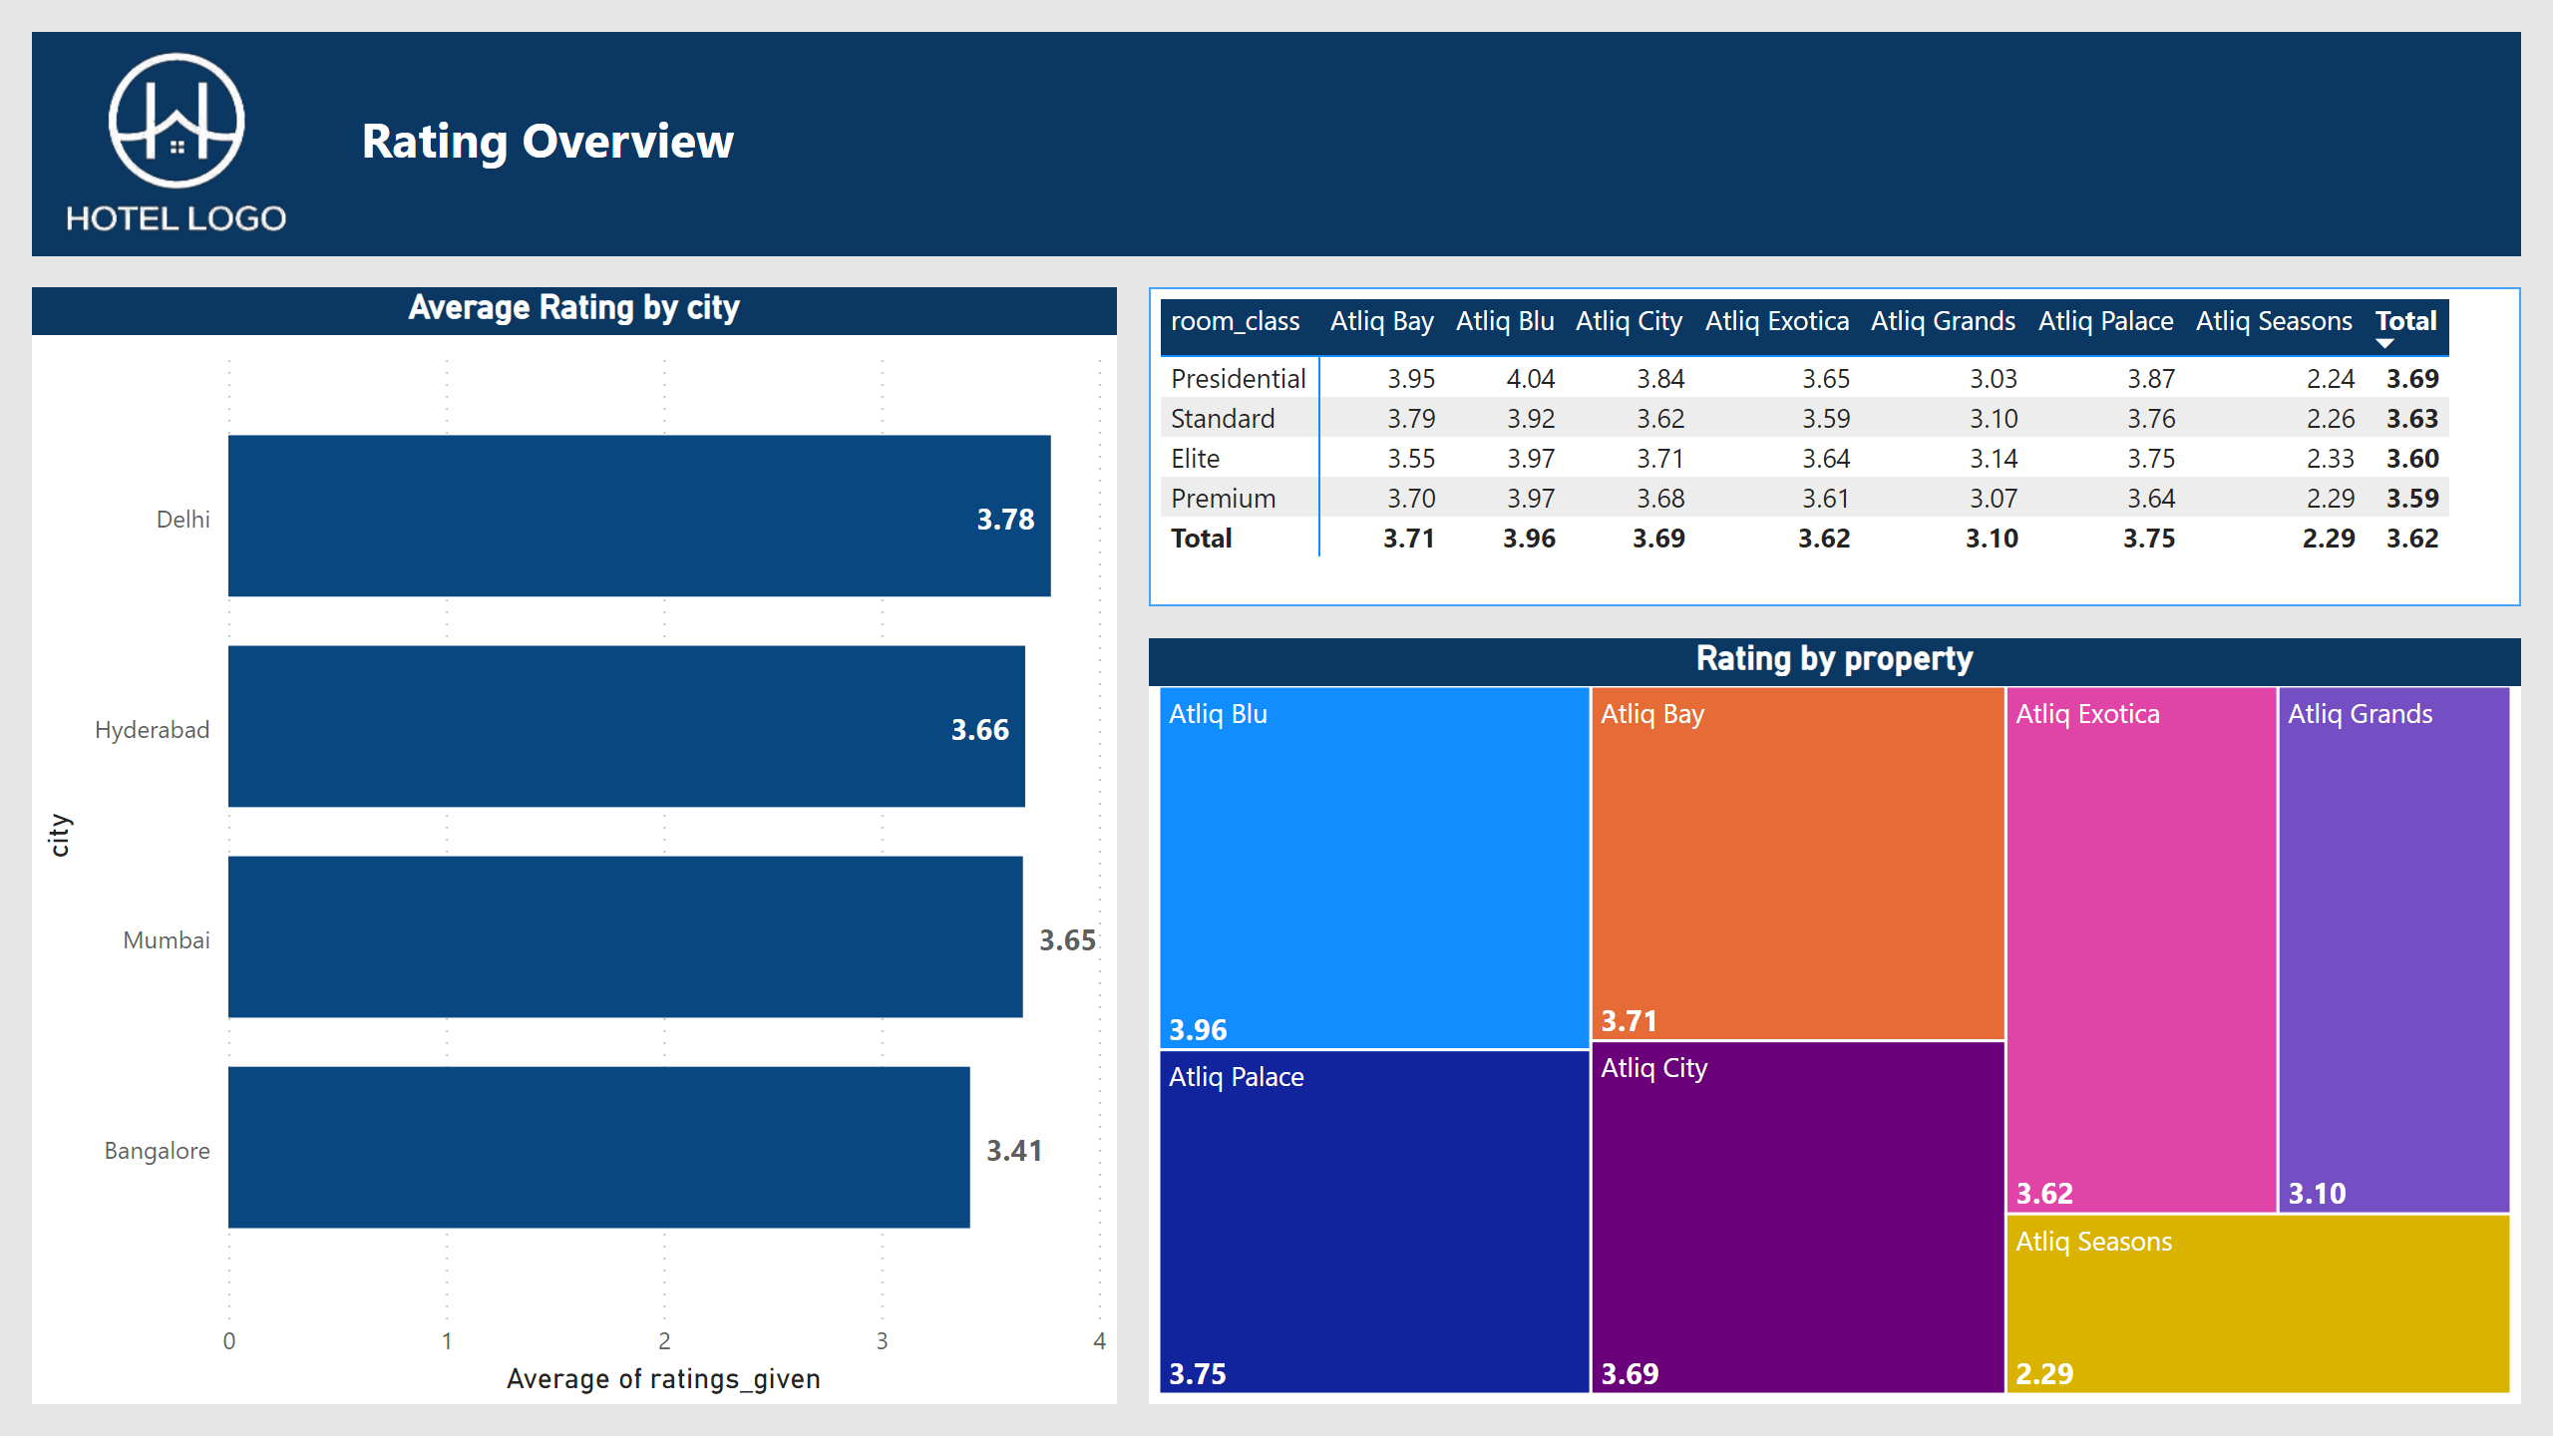 HOTEL LOGO
Rating Overview
Average Rating by city
city
Delhi 3.78
Hyderabad 3.66
Mumbai 3.65
Bangalore 3.41
0 1 2 3 4
Average of ratings_given
room_class Atliq Bay Atliq Blu Atliq City Atliq Exotica Atliq Grands Atliq Palace Atliq Seasons Total
Presidential 3.95 4.04 3.84 3.65 3.03 3.87 2.24 3.69
Standard 3.79 3.92 3.62 3.59 3.10 3.76 2.26 3.63
Elite 3.55 3.97 3.71 3.64 3.14 3.75 2.33 3.60
Premium 3.70 3.97 3.68 3.61 3.07 3.64 2.29 3.59
Total 3.71 3.96 3.69 3.62 3.10 3.75 2.29 3.62
Rating by property
Atliq Blu
3.96
Atliq Palace
3.75
Atliq Bay
3.71
Atliq City
3.69
Atliq Exotica
3.62
Atliq Grands
3.10
Atliq Seasons
2.29